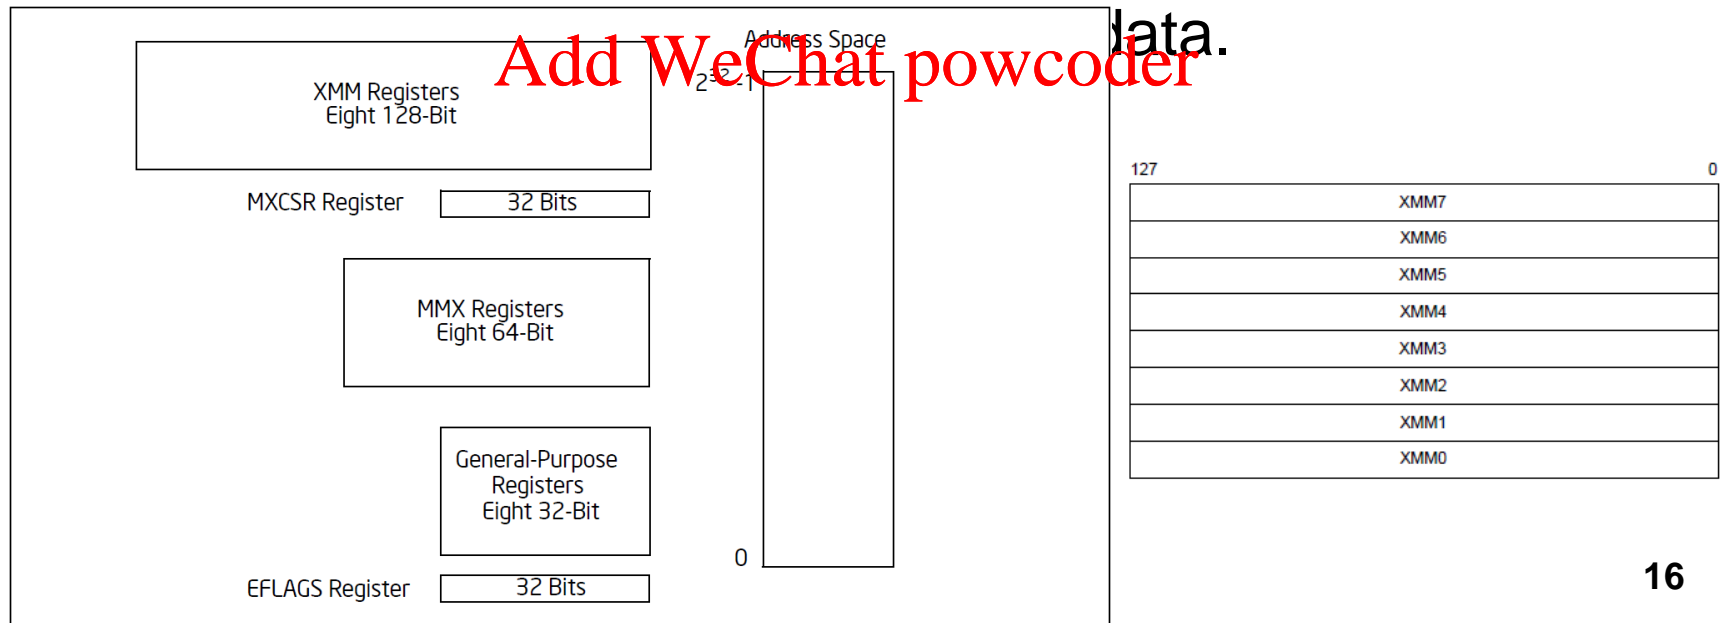 data.
Address Space
Add WeChat powcoder
2³²-1
XMM Registers
Eight 128-Bit
MXCSR Register
32 Bits
MMX Registers
Eight 64-Bit
General-Purpose
Registers
Eight 32-Bit
0
EFLAGS Register
32 Bits
127 0
XMM7
XMM6
XMM5
XMM4
XMM3
XMM2
XMM1
XMM0
16